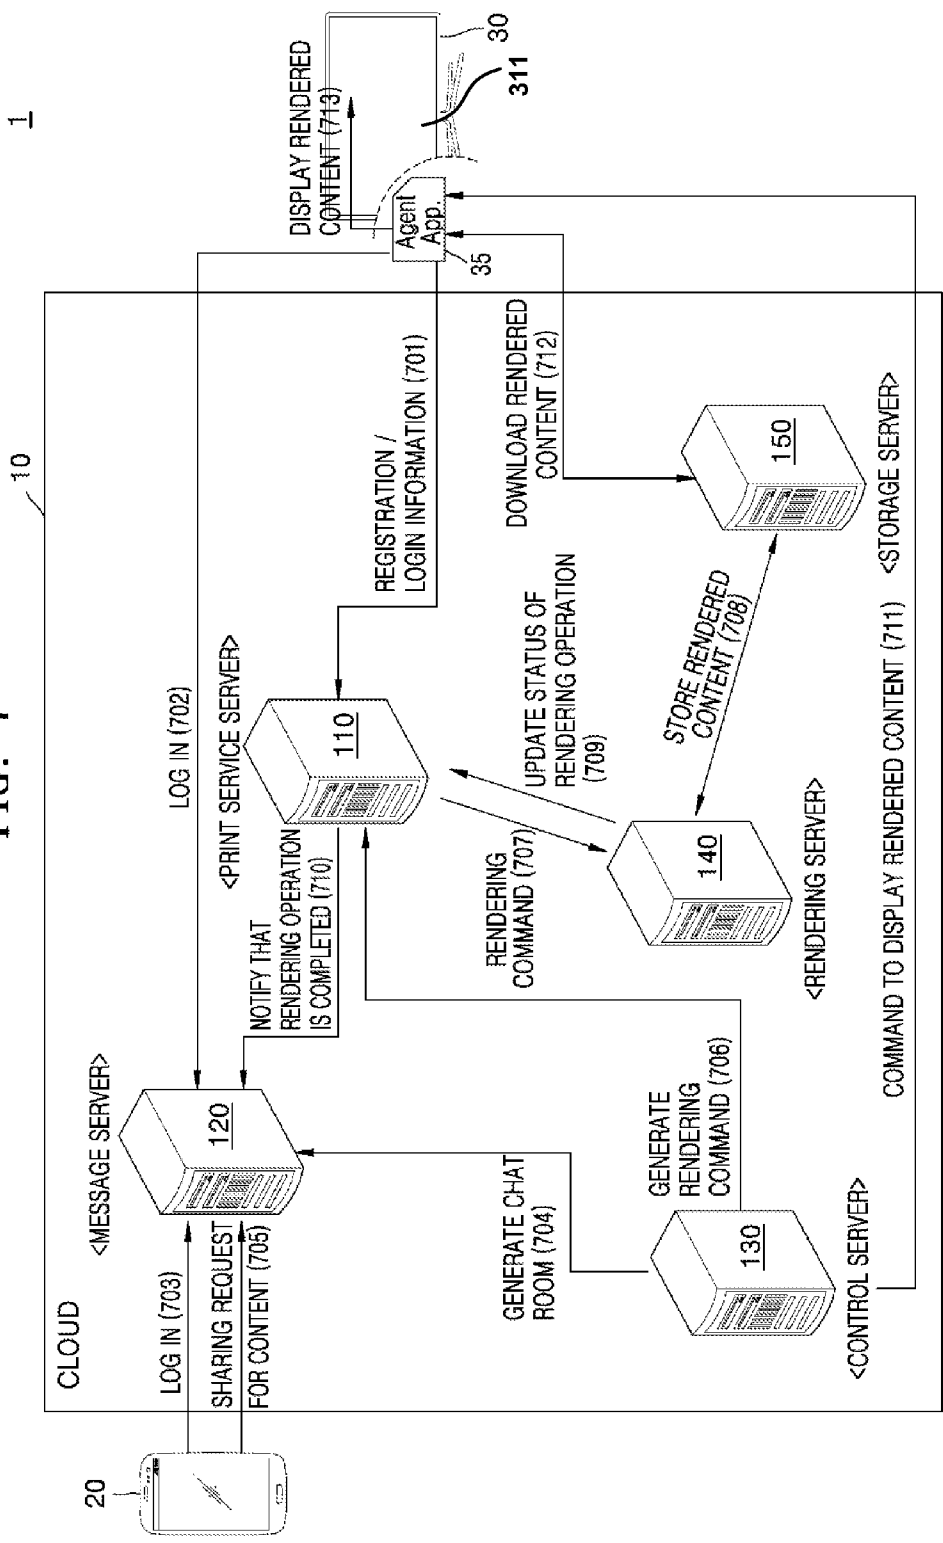 1
CLOUD
10
20
LOG IN (703)
SHARING REQUEST
FOR CONTENT (705)
<MESSAGE SERVER>
120
LOG IN (702)
NOTIFY THAT
RENDERING OPERATION
IS COMPLETED (710)
<PRINT SERVICE SERVER>
110
REGISTRATION /
LOGIN INFORMATION (701)
DISPLAY RENDERED
CONTENT (713)
30
311
Agent
App.
35
GENERATE CHAT
ROOM (704)
RENDERING
COMMAND (707)
UPDATE STATUS OF
RENDERING OPERATION
(709)
DOWNLOAD RENDERED
CONTENT (712)
GENERATE
RENDERING
COMMAND (706)
130
<CONTROL SERVER>
140
<RENDERING SERVER>
STORE RENDERED
CONTENT (708)
150
<STORAGE SERVER>
COMMAND TO DISPLAY RENDERED CONTENT (711)